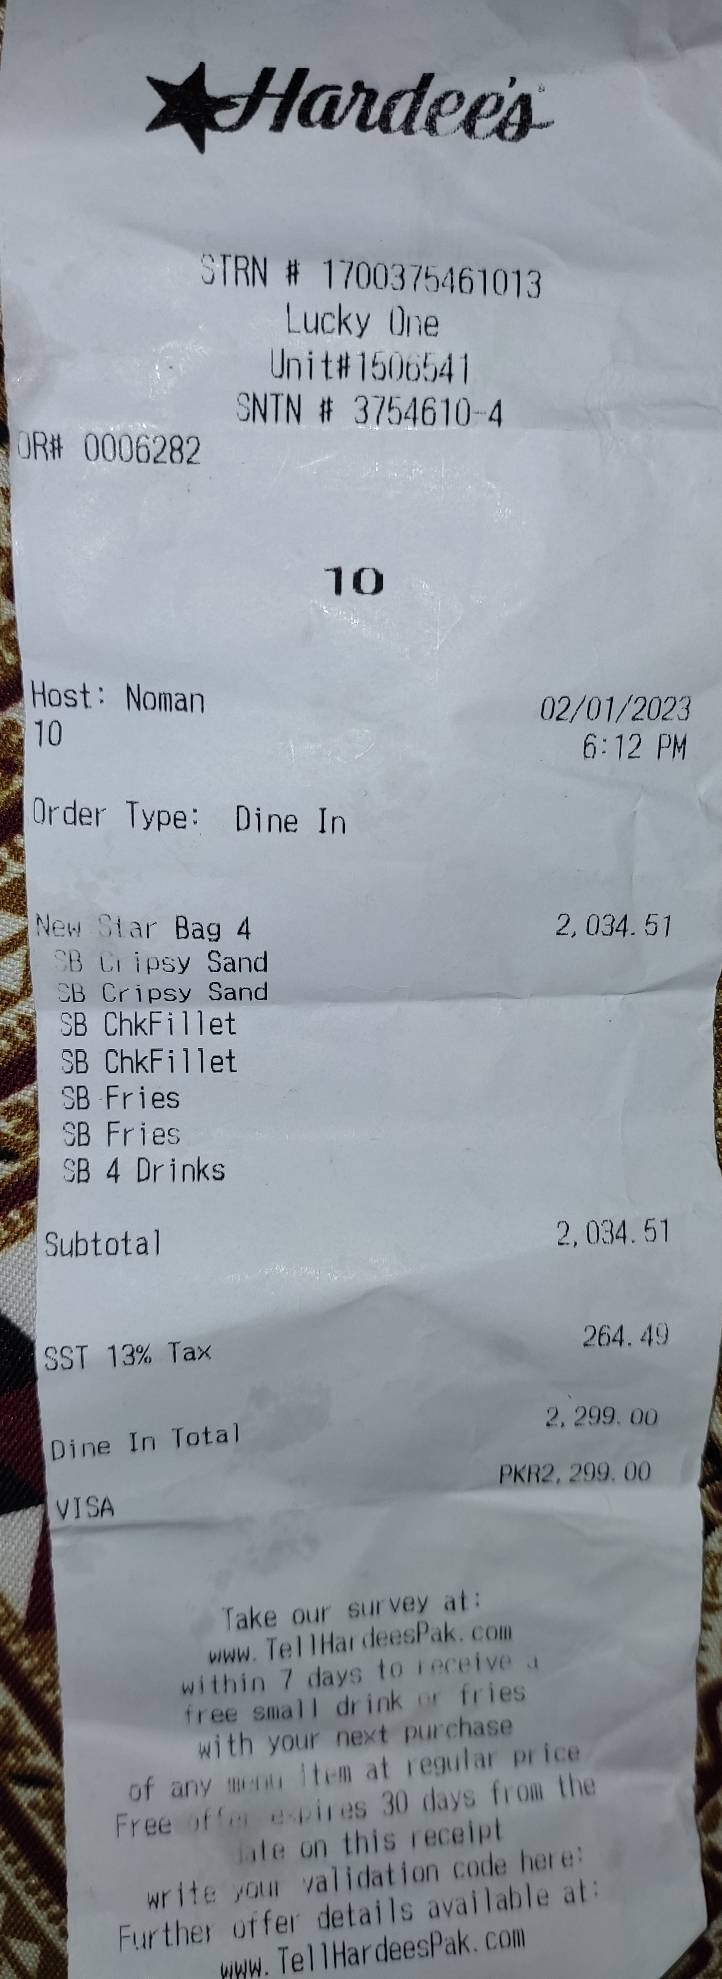 Hardee's
STRN # 1700375461013
Lucky One
Unit#1506541
SNTN # 3754610-4
OR# 0006282
10
Host: Noman 02/01/2023
10 6:12 PM
Order Type: Dine In
New Star Bag 4 2,034.51
SB Cripsy Sand
SB Cripsy Sand
SB ChkFillet
SB ChkFillet
SB Fries
SB Fries
SB 4 Drinks
Subtotal 2,034.51
SST 13% Tax 264.49
Dine In Total 2,299.00
VISA PKR2,299.00
Take our survey at:
www.TellHardeesPak.com
within 7 days to receive a
free small drink or fries
with your next purchase
of any menu item at regular price
Free offer expires 30 days from the
date on this receipt
write your validation code here:
Further offer details available at:
www.TellHardeesPak.com